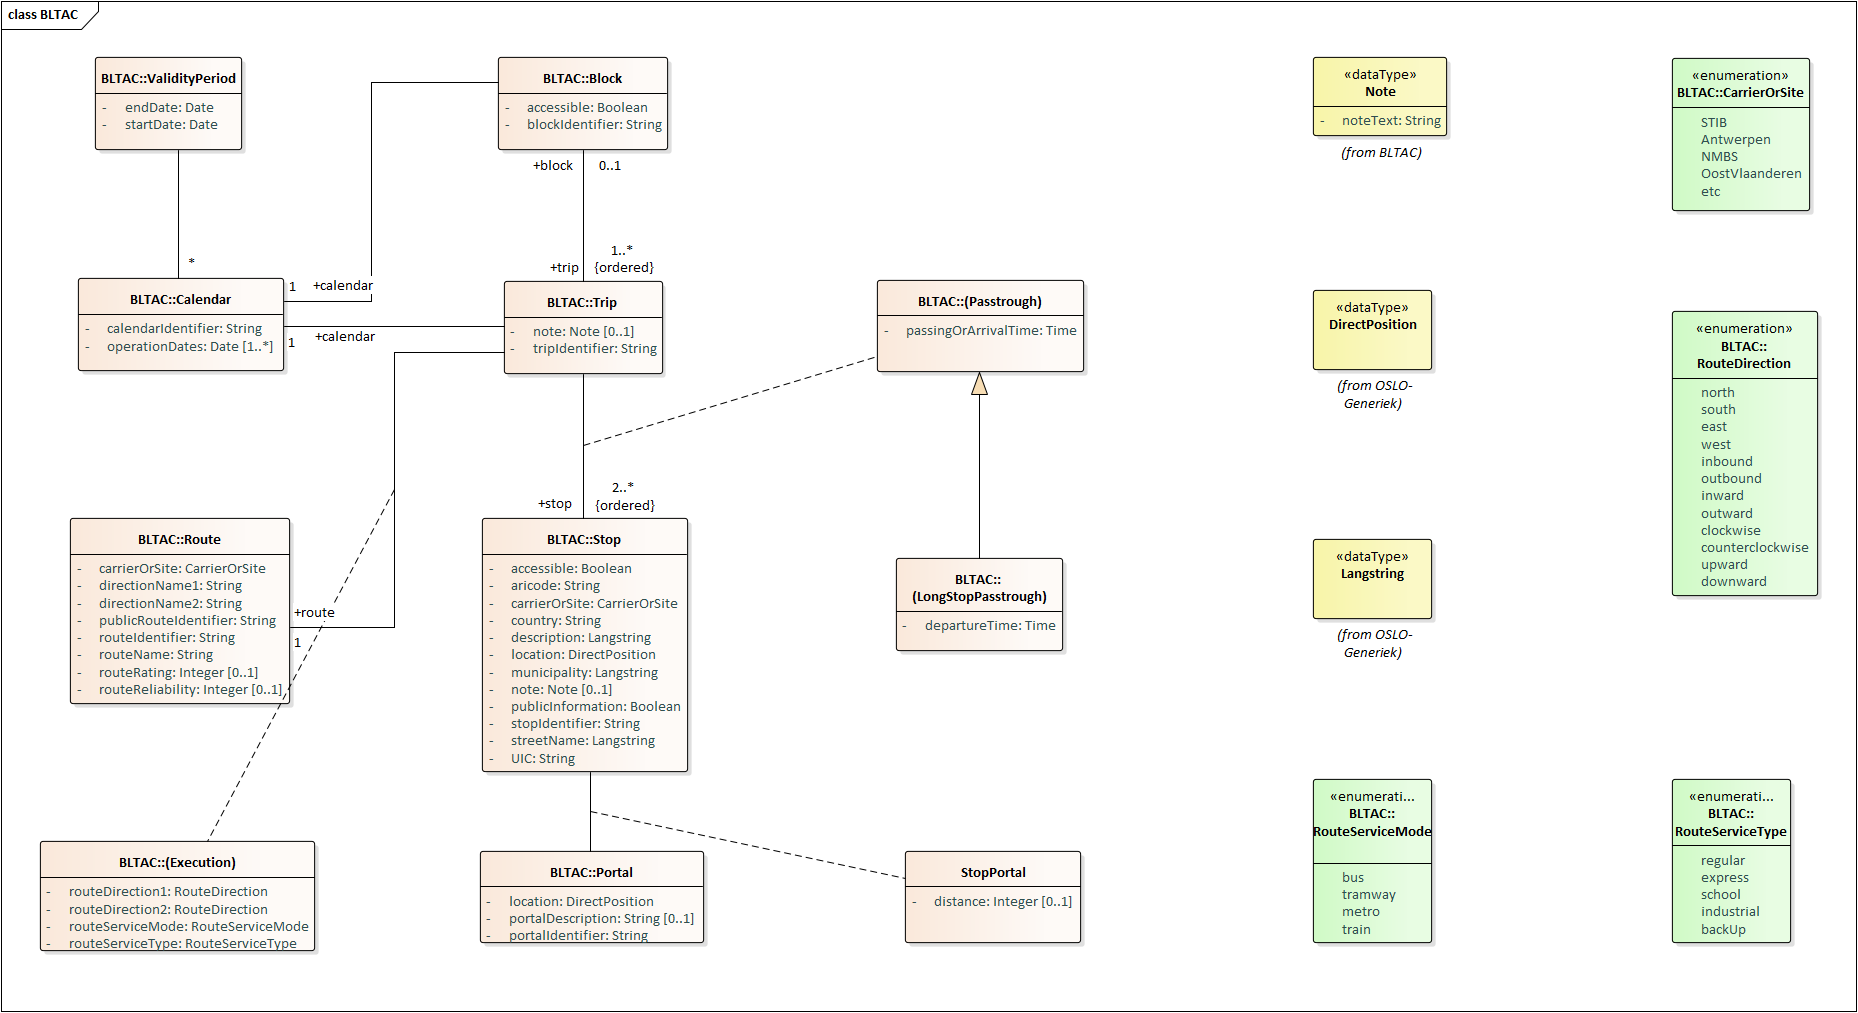 class BLTAC
BLTAC::ValidityPeriod
- endDate: Date
- startDate: Date
*
BLTAC::Block
- accessible: Boolean
- blockIdentifier: String
+block 0..1
1..*
+trip {ordered}
BLTAC::Calendar
- calendarIdentifier: String
- operationDates: Date [1..*]
1 +calendar
1 +calendar
BLTAC::Trip
- note: Note [0..1]
- tripIdentifier: String
BLTAC::(Passtrough)
- passingOrArrivalTime: Time
2..*
+stop {ordered}
BLTAC::Route
- carrierOrSite: CarrierOrSite
- directionName1: String
- directionName2: String
- publicRouteIdentifier: String
- routeIdentifier: String
- routeName: String
- routeRating: Integer [0..1]
- routeReliability: Integer [0..1]
+route
1
BLTAC::Stop
- accessible: Boolean
- aricode: String
- carrierOrSite: CarrierOrSite
- country: String
- description: Langstring
- location: DirectPosition
- municipality: Langstring
- note: Note [0..1]
- publicInformation: Boolean
- stopIdentifier: String
- streetName: Langstring
- UIC: String
BLTAC::
(LongStopPasstrough)
- departureTime: Time
BLTAC::(Execution)
- routeDirection1: RouteDirection
- routeDirection2: RouteDirection
- routeServiceMode: RouteServiceMode
- routeServiceType: RouteServiceType
BLTAC::Portal
- location: DirectPosition
- portalDescription: String [0..1]
- portalIdentifier: String
StopPortal
- distance: Integer [0..1]
«dataType»
Note
- noteText: String
(from BLTAC)
«dataType»
DirectPosition
(from OSLO-
Generiek)
«dataType»
Langstring
(from OSLO-
Generiek)
«enumerati...
BLTAC::
RouteServiceMode
bus
tramway
metro
train
«enumeration»
BLTAC::CarrierOrSite
STIB
Antwerpen
NMBS
OostVlaanderen
etc
«enumeration»
BLTAC::
RouteDirection
north
south
east
west
inbound
outbound
inward
outward
clockwise
counterclockwise
upward
downward
«enumerati...
BLTAC::
RouteServiceType
regular
express
school
industrial
backUp